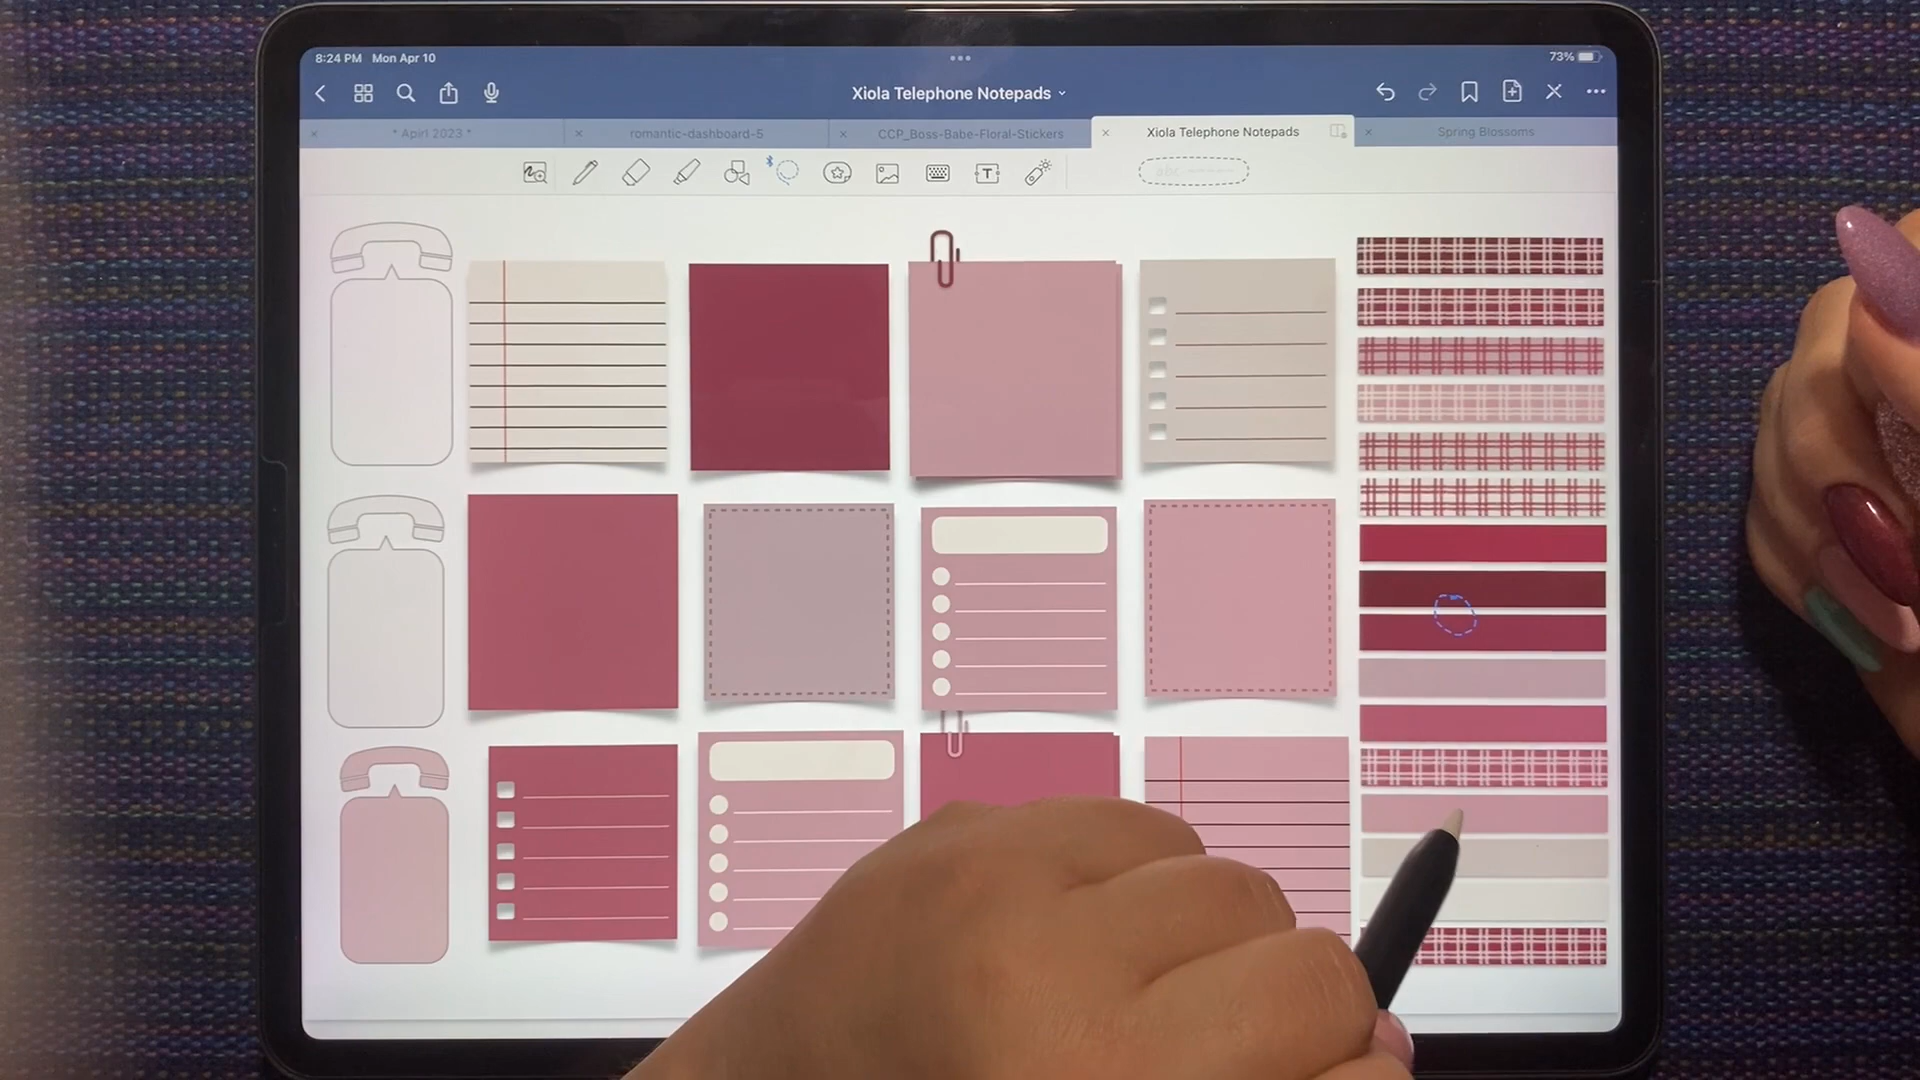 8:24 PM Mon Apr 10
73%
Xiola Telephone Notepads
* Apirl 2023 *
romantic-dashboard-5
CCP_Boss-Babe-Floral-Stickers
Xiola Telephone Notepads
Spring Blossoms
T